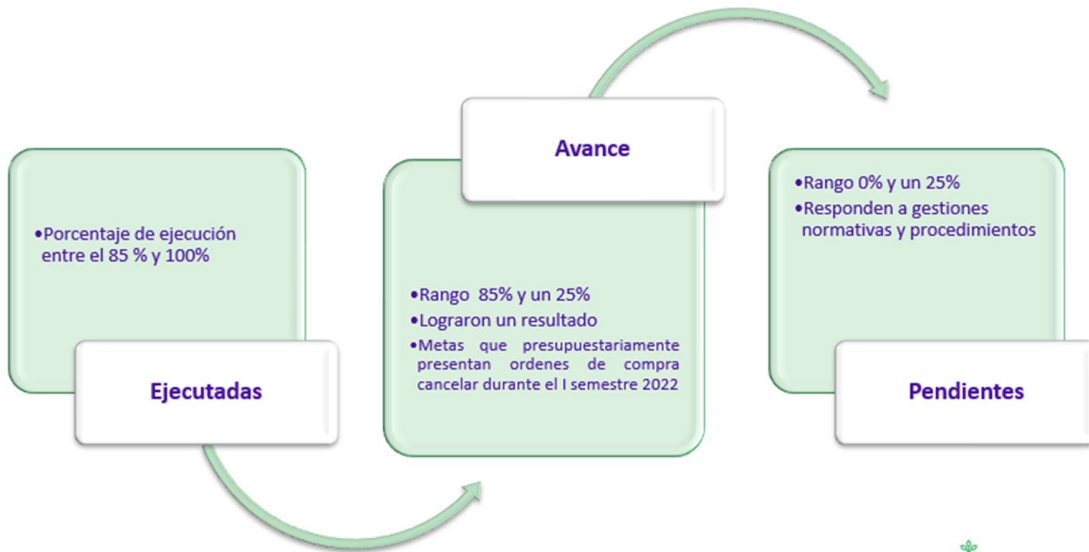 •Porcentaje de ejecución
entre el 85 % y 100%
Ejecutadas
Avance
•Rango 85% y un 25%
•Lograron un resultado
•Metas que presupuestariamente
presentan ordenes de compra
cancelar durante el I semestre 2022
•Rango 0% y un 25%
•Responden a gestiones
normativas y procedimientos
Pendientes